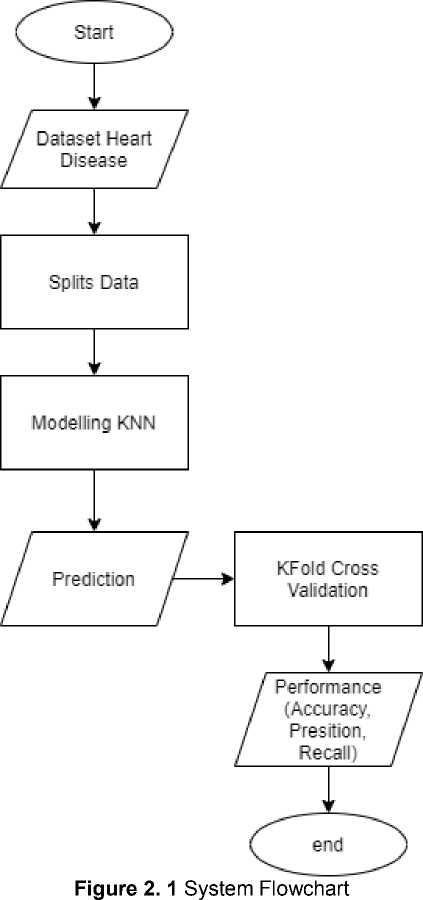 Start
Dataset Heart
Disease
Splits Data
Modelling KNN
Prediction
KFold Cross
Validation
Performance
(Accuracy,
Presition,
Recall)
end
Figure 2. 1 System Flowchart